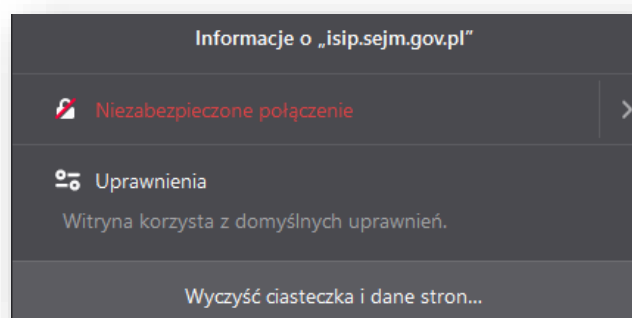 Informacje o „isip.sejm.gov.pl”
Niezabezpieczone połączenie
Uprawnienia
Witryna korzysta z domyślnych uprawnień.
Wyczyść ciasteczka i dane stron...